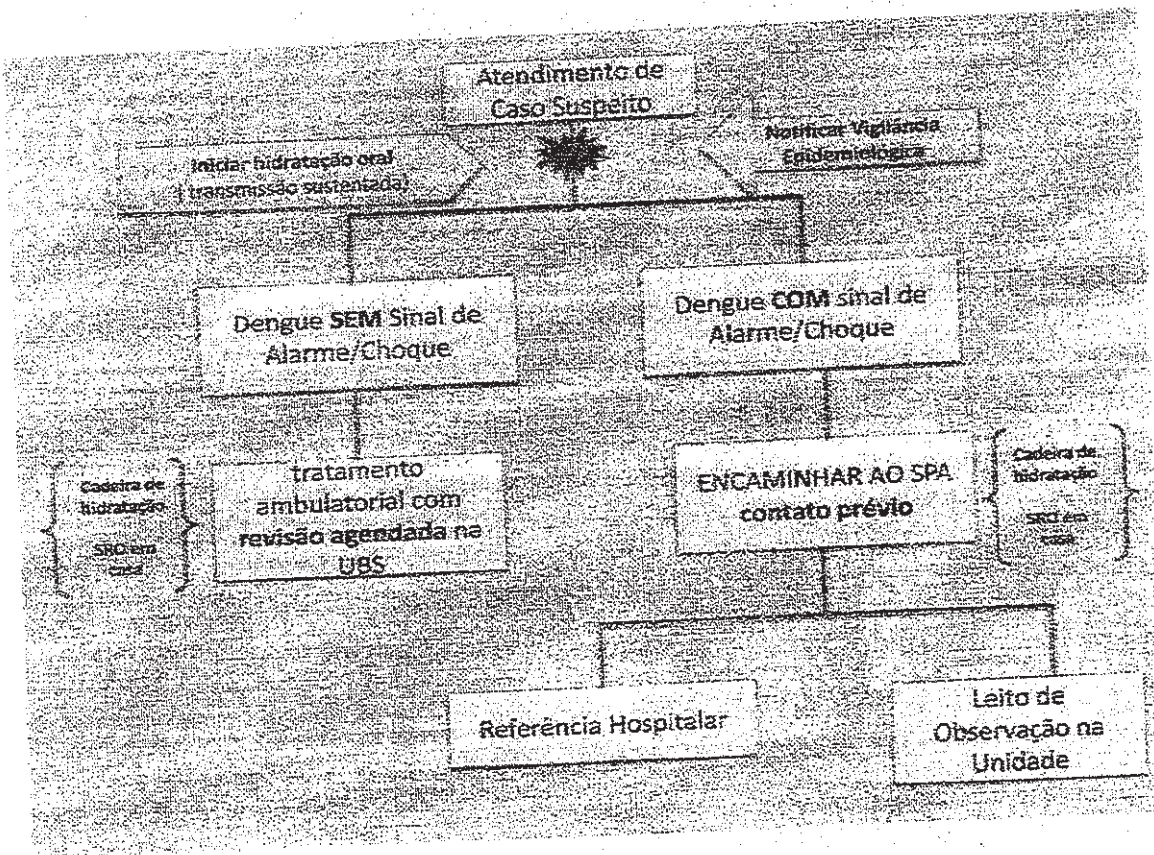 Atendimento de
Caso Suspeito
Iniciar hidratação oral
( transmissão sustentada)
Notificar Vigilância
Epidemiológica
Dengue SEM Sinal de
Alarme/Choque
Dengue COM sinal de
Alarme/Choque
Cadeira de
hidratação
SRO em
casa
tratamento
ambulatorial com
revisão agendada na
UBS
ENCAMINHAR AO SPA
contato prévio
Cadeira de
hidratação
SRO em
casa
Referência Hospitalar
Leito de
Observação na
Unidade